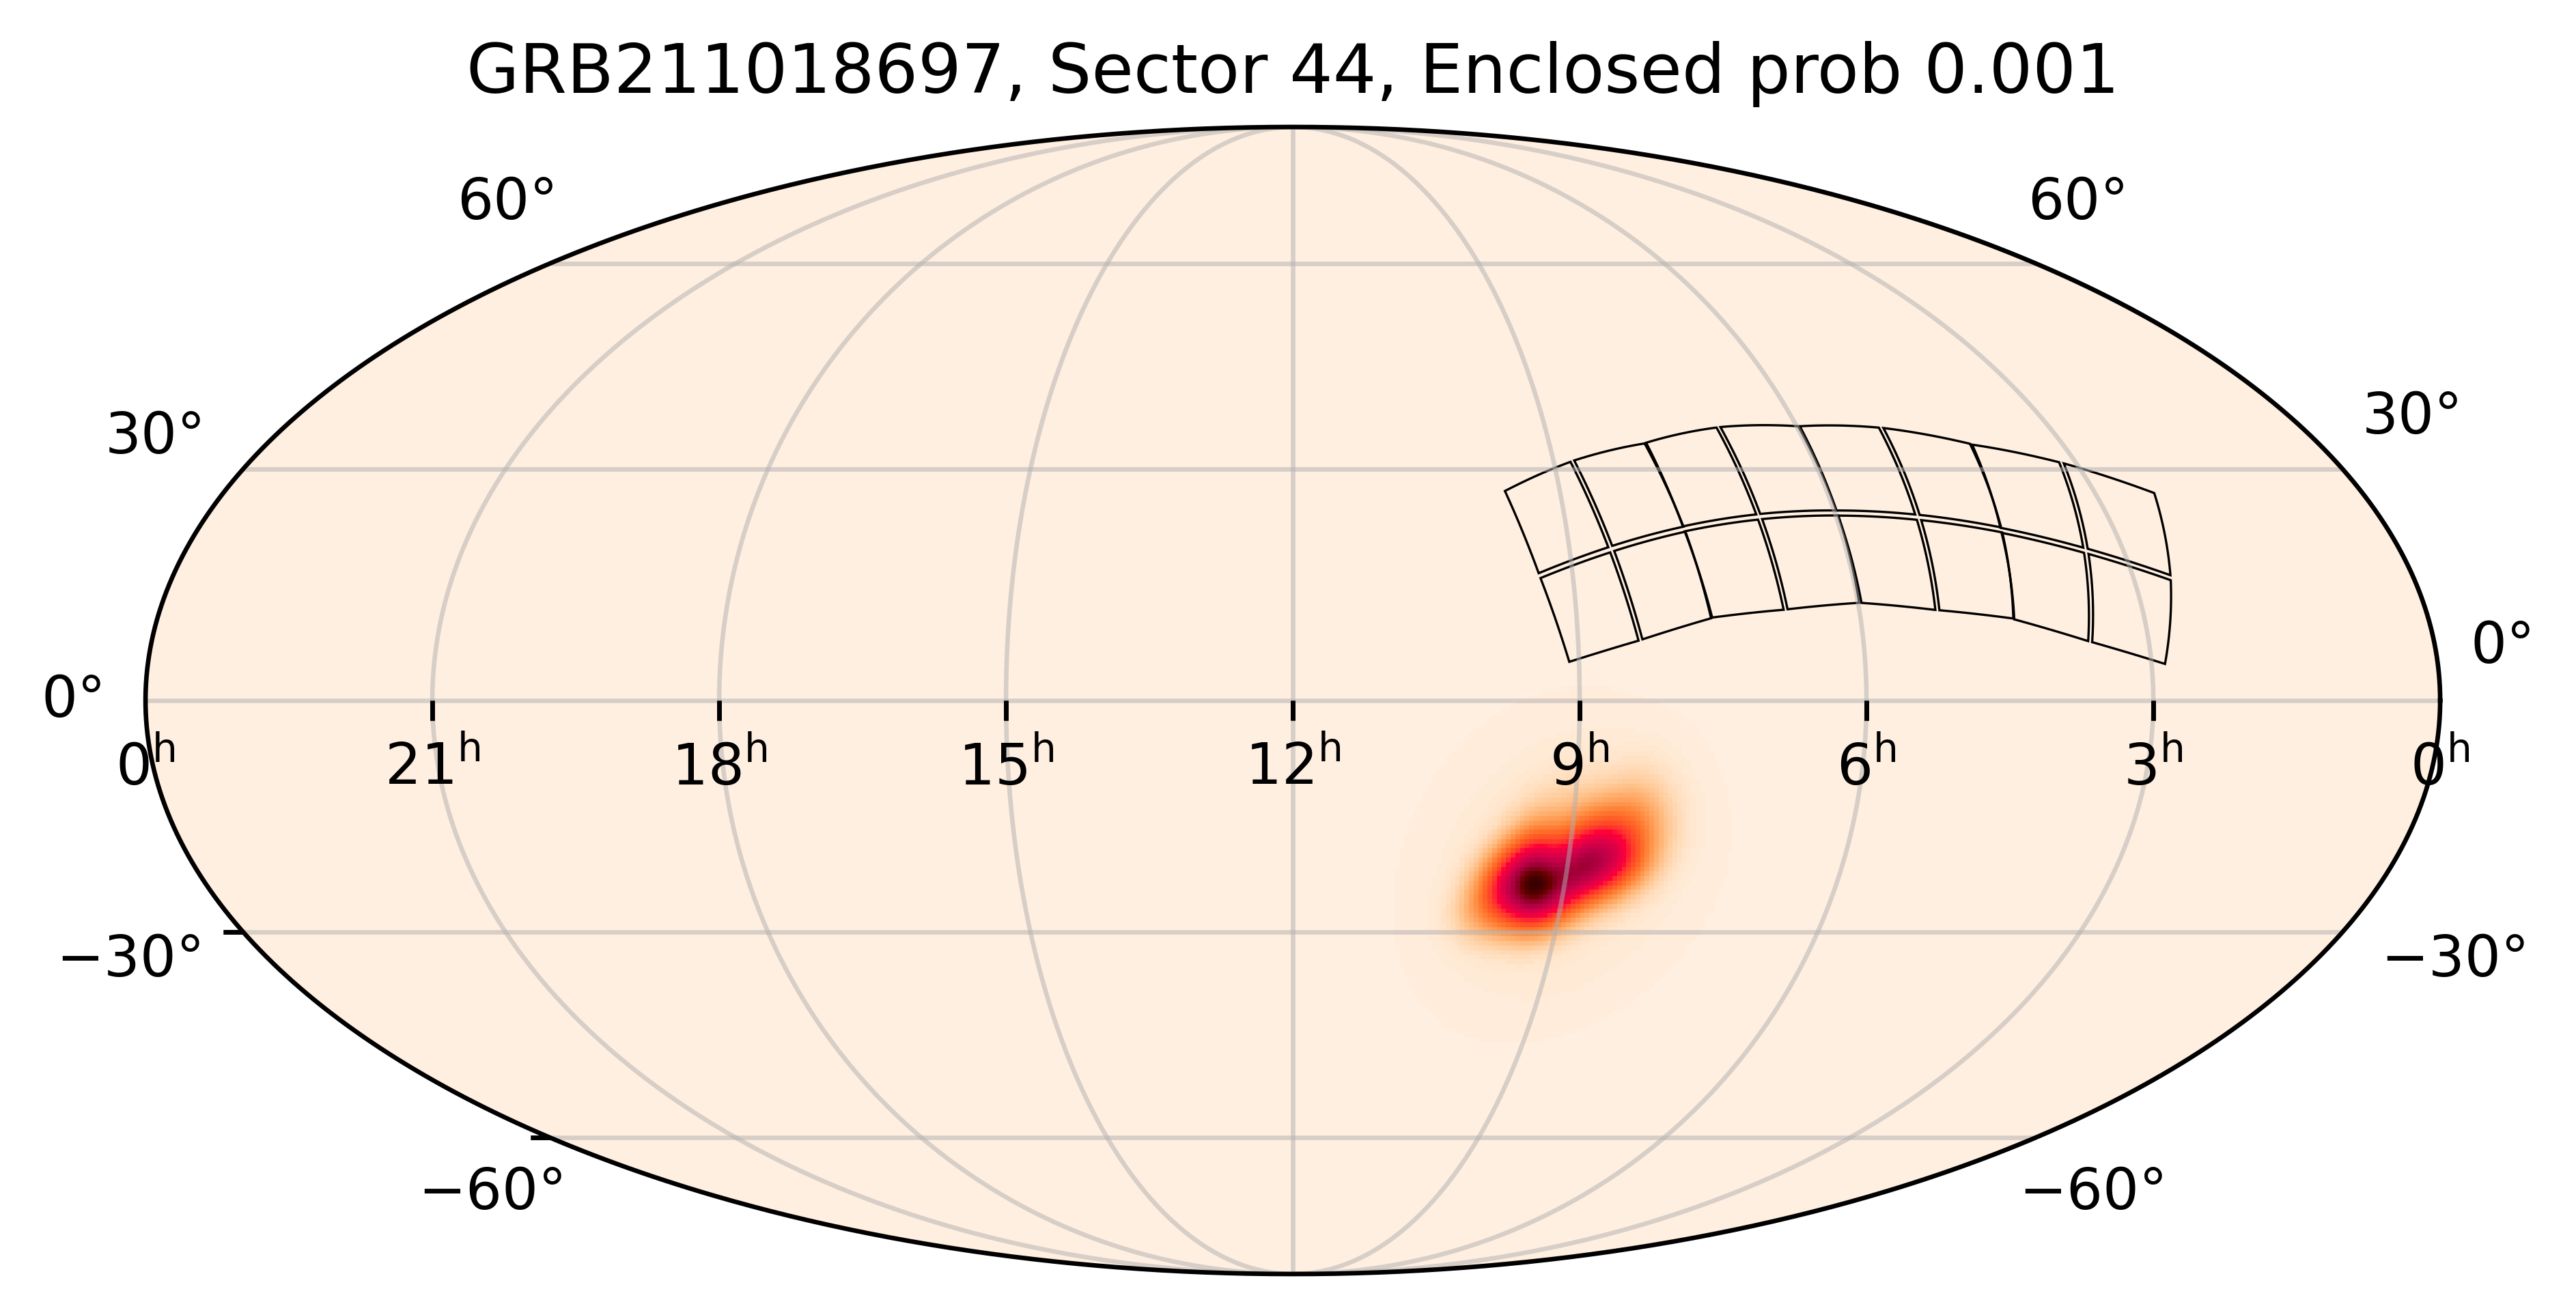 GRB211018697, Sector 44, Enclosed prob 0.001
60° 60°
30° 30°
0° 0°
0h 21h 18h 15h 12h 9h 6h 3h 0h
−30° −30°
−60° −60°